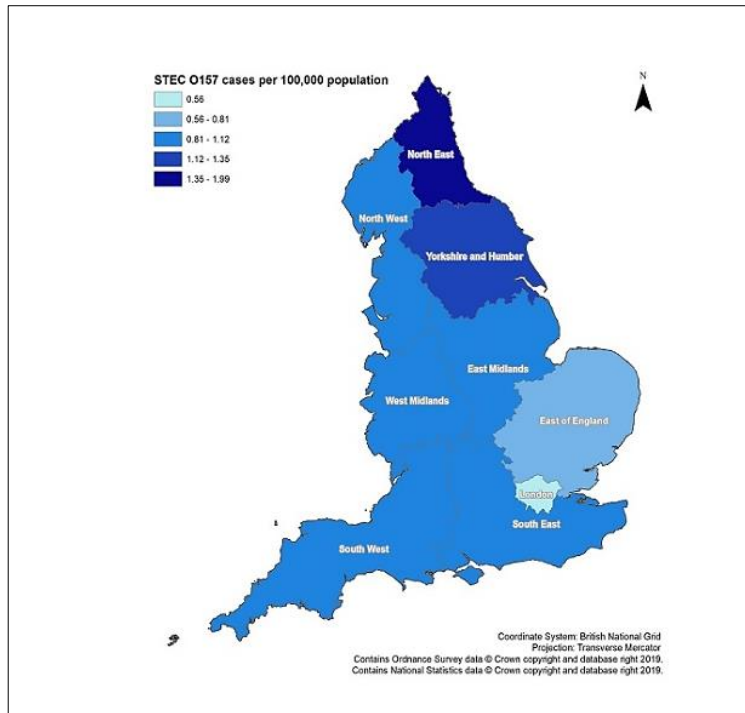 STEC O157 cases per 100,000 population
0.56
0.56 - 0.81
0.81 - 1.12
1.12 - 1.35
1.35 - 1.99
N
North East
North West
Yorkshire and Humber
East Midlands
West Midlands
East of England
London
South East
South West
Coordinate System: British National Grid
Projection: Transverse Mercator
Contains Ordnance Survey data © Crown copyright and database right 2019.
Contains National Statistics data © Crown copyright and database right 2019.